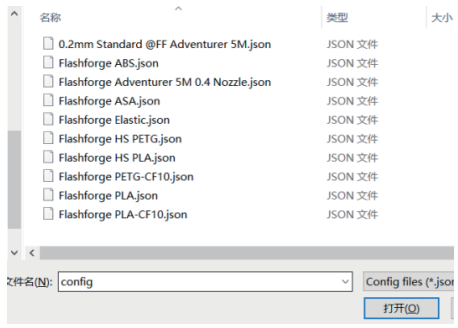 名称 类型 大小
0.2mm Standard @FF Adventurer 5M.json JSON 文件
Flashforge ABS.json JSON 文件
Flashforge Adventurer 5M 0.4 Nozzle.json JSON 文件
Flashforge ASA.json JSON 文件
Flashforge Elastic.json JSON 文件
Flashforge HS PETG.json JSON 文件
Flashforge HS PLA.json JSON 文件
Flashforge PETG-CF10.json JSON 文件
Flashforge PLA.json JSON 文件
Flashforge PLA-CF10.json JSON 文件
文件名(N): config Config files (*.json
打开(O)